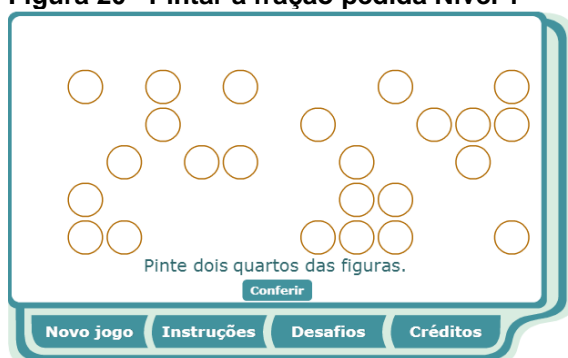 Figura 20 - Pintar a fração pedida Nível 1
Pinte dois quartos das figuras.
Conferir
Novo jogo
Instruções
Desafios
Créditos